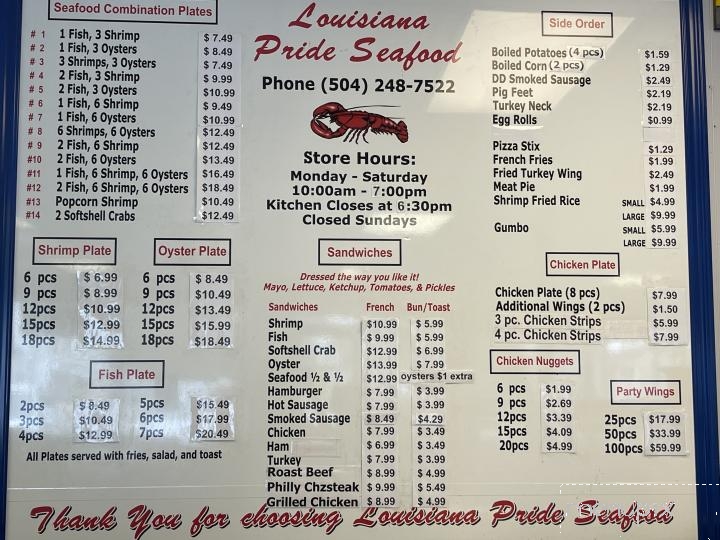 Seafood Combination Plates
# 1 1 Fish, 3 Shrimp $ 7.49
# 2 1 Fish, 3 Oysters $ 8.49
# 3 3 Shrimps, 3 Oysters $ 7.49
# 4 2 Fish, 3 Shrimp $ 9.99
# 5 2 Fish, 3 Oysters $10.99
# 6 1 Fish, 6 Shrimp $ 9.49
# 7 1 Fish, 6 Oysters $10.99
# 8 6 Shrimps, 6 Oysters $12.49
# 9 2 Fish, 6 Shrimp $12.49
#10 2 Fish, 6 Oysters $13.49
#11 1 Fish, 6 Shrimp, 6 Oysters $16.49
#12 2 Fish, 6 Shrimp, 6 Oysters $18.49
#13 Popcorn Shrimp $10.49
#14 2 Softshell Crabs $12.49
Shrimp Plate
6 pcs $ 6.99
9 pcs $ 8.99
12pcs $10.99
15pcs $12.99
18pcs $14.99
Oyster Plate
6 pcs $ 8.49
9 pcs $10.49
12pcs $13.49
15pcs $15.99
18pcs $18.49
Fish Plate
2pcs $ 8.49 5pcs $15.49
3pcs $10.49 6pcs $17.99
4pcs $12.99 7pcs $20.49
All Plates served with fries, salad, and toast
Louisiana
Pride Seafood
Phone (504) 248-7522
Store Hours:
Monday - Saturday
10:00am - 7:00pm
Kitchen Closes at 6:30pm
Closed Sundays
Sandwiches
Dressed the way you like it!
Mayo, Lettuce, Ketchup, Tomatoes, & Pickles
Sandwiches French Bun/Toast
Shrimp $10.99 $ 5.99
Fish $ 9.99 $ 5.99
Softshell Crab $12.99 $ 6.99
Oyster $13.99 $ 7.99
Seafood ½ & ½ $12.99 oysters $1 extra
Hamburger $ 7.99 $ 3.99
Hot Sausage $ 7.99 $ 3.99
Smoked Sausage $ 8.49 $4.29
Chicken $ 7.99 $ 3.49
Ham $ 6.99 $ 3.49
Turkey $ 7.99 $ 3.99
Roast Beef $ 8.99 $ 4.99
Philly Chzsteak $ 9.99 $ 5.49
Grilled Chicken $ 8.99 $ 4.99
Side Order
Boiled Potatoes (4 pcs) $1.59
Boiled Corn (2 pcs) $1.29
DD Smoked Sausage $2.49
Pig Feet $2.19
Turkey Neck $2.19
Egg Rolls $0.99
Pizza Stix $1.29
French Fries $1.99
Fried Turkey Wing $2.49
Meat Pie $1.99
Shrimp Fried Rice SMALL $4.99
LARGE $9.99
Gumbo SMALL $5.99
LARGE $9.99
Chicken Plate
Chicken Plate (8 pcs) $7.99
Additional Wings (2 pcs) $1.50
3 pc. Chicken Strips $5.99
4 pc. Chicken Strips $7.99
Chicken Nuggets
6 pcs $1.99
9 pcs $2.69
12pcs $3.39
15pcs $4.09
20pcs $4.99
Party Wings
25pcs $17.99
50pcs $33.99
100pcs $59.99
Thank You for choosing Louisiana Pride Seafood